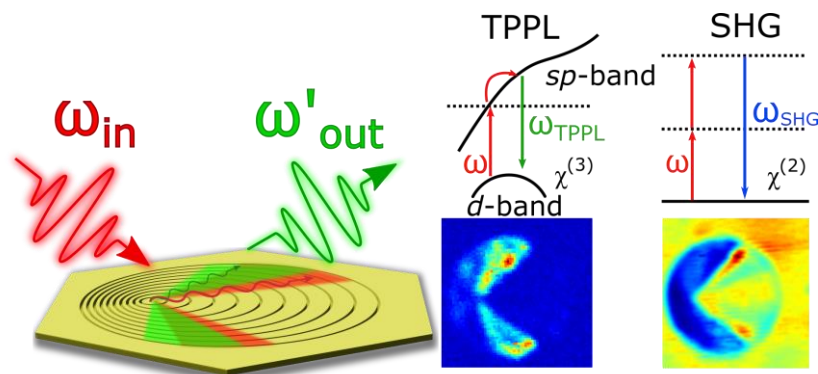 ω_in
ω'_out
TPPL
sp-band
ω
ω_TPPL
χ^(3)
d-band
SHG
ω_SHG
ω
χ^(2)